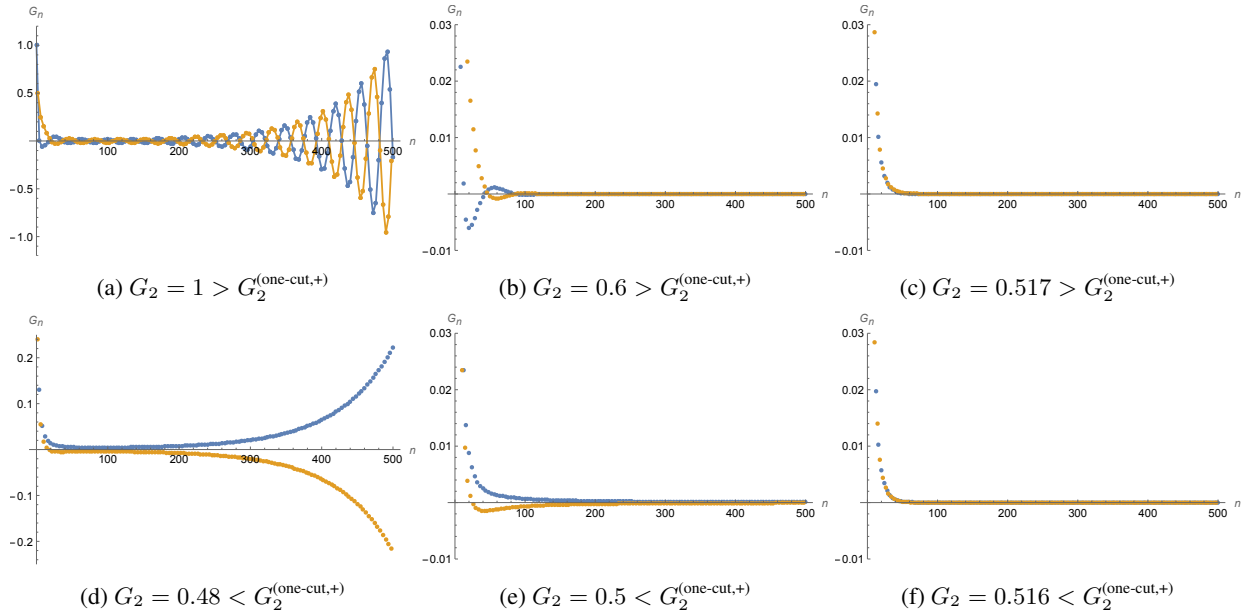 G_n
1.0
0.5
100 200 300 400 500 n
-0.5
-1.0
(a) G_2 = 1 > G_2^{(one-cut,+)}
G_n
0.03
0.02
0.01
100 200 300 400 500 n
-0.01
(b) G_2 = 0.6 > G_2^{(one-cut,+)}
G_n
0.03
0.02
0.01
100 200 300 400 500 n
-0.01
(c) G_2 = 0.517 > G_2^{(one-cut,+)}
G_n
0.2
0.1
100 200 300 400 500 n
-0.1
-0.2
(d) G_2 = 0.48 < G_2^{(one-cut,+)}
G_n
0.03
0.02
0.01
100 200 300 400 500 n
-0.01
(e) G_2 = 0.5 < G_2^{(one-cut,+)}
G_n
0.03
0.02
0.01
100 200 300 400 500 n
-0.01
(f) G_2 = 0.516 < G_2^{(one-cut,+)}